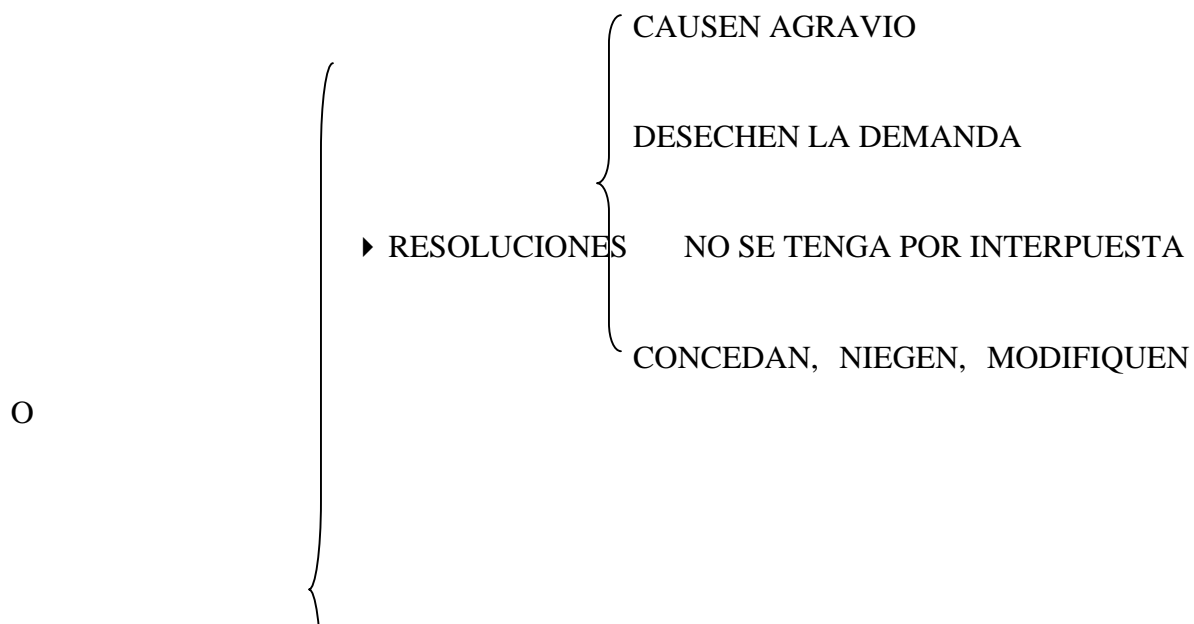 CAUSEN AGRAVIO
DESECHEN LA DEMANDA
RESOLUCIONES NO SE TENGA POR INTERPUESTA
CONCEDAN, NIEGEN, MODIFIQUEN
O